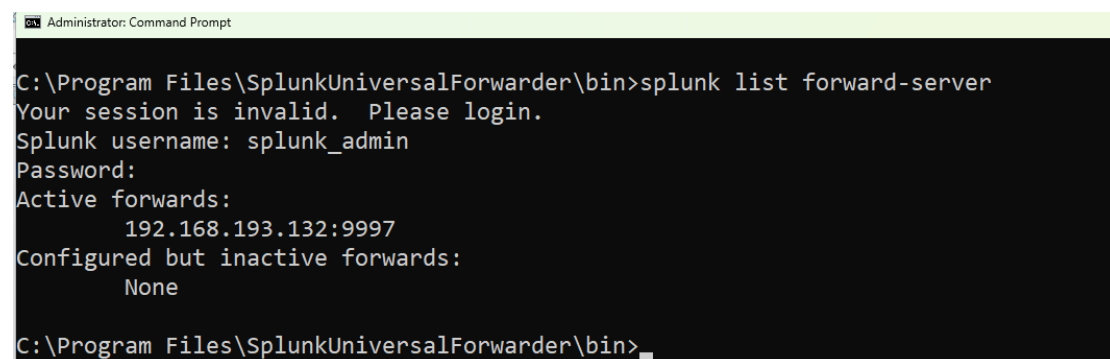 Administrator: Command Prompt
C:\Program Files\SplunkUniversalForwarder\bin>splunk list forward-server
Your session is invalid.  Please login.
Splunk username: splunk_admin
Password:
Active forwards:
        192.168.193.132:9997
Configured but inactive forwards:
        None
C:\Program Files\SplunkUniversalForwarder\bin>